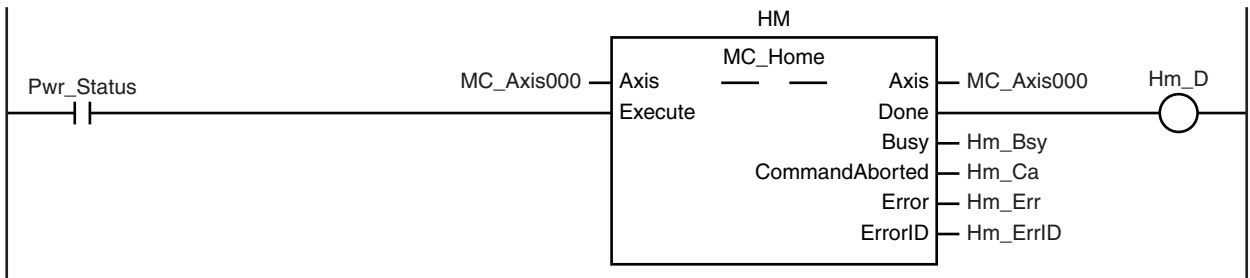 HM
MC_Home
Pwr_Status MC_Axis000 Axis Axis MC_Axis000 Hm_D
Execute Done
Busy Hm_Bsy
CommandAborted Hm_Ca
Error Hm_Err
ErrorID Hm_ErrID